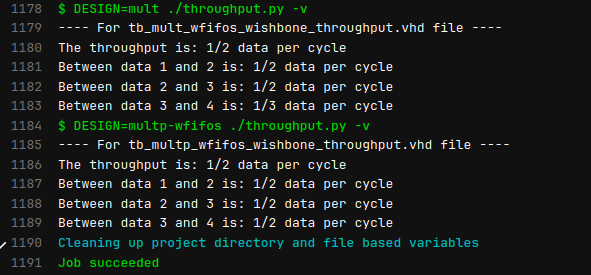 1178 $ DESIGN=mult ./throughput.py -v
1179 ---- For tb_mult_wfifos_wishbone_throughput.vhd file ----
1180 The throughput is: 1/2 data per cycle
1181 Between data 1 and 2 is: 1/2 data per cycle
1182 Between data 2 and 3 is: 1/2 data per cycle
1183 Between data 3 and 4 is: 1/3 data per cycle
1184 $ DESIGN=multp-wfifos ./throughput.py -v
1185 ---- For tb_multp_wfifos_wishbone_throughput.vhd file ----
1186 The throughput is: 1/2 data per cycle
1187 Between data 1 and 2 is: 1/2 data per cycle
1188 Between data 2 and 3 is: 1/2 data per cycle
1189 Between data 3 and 4 is: 1/2 data per cycle
1190 Cleaning up project directory and file based variables
1191 Job succeeded